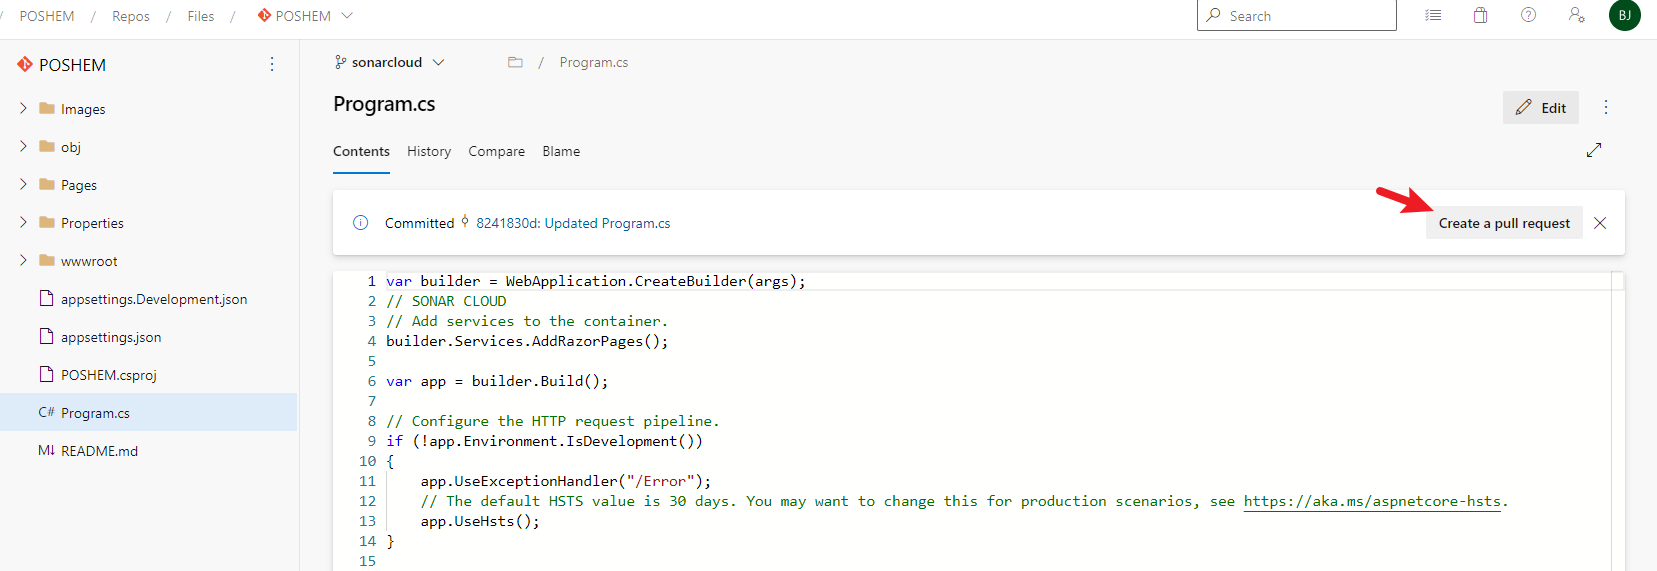 / POSHEM / Repos / Files / POSHEM
Search
BJ
POSHEM
Images
obj
Pages
Properties
wwwroot
appsettings.Development.json
appsettings.json
POSHEM.csproj
C# Program.cs
M↓ README.md
sonarcloud
/ Program.cs
Program.cs
Edit
Contents History Compare Blame
Committed 8241830d: Updated Program.cs
Create a pull request
1 var builder = WebApplication.CreateBuilder(args);
2 // SONAR CLOUD
3 // Add services to the container.
4 builder.Services.AddRazorPages();
5
6 var app = builder.Build();
7
8 // Configure the HTTP request pipeline.
9 if (!app.Environment.IsDevelopment())
10 {
11 app.UseExceptionHandler("/Error");
12 // The default HSTS value is 30 days. You may want to change this for production scenarios, see https://aka.ms/aspnetcore-hsts.
13 app.UseHsts();
14 }
15